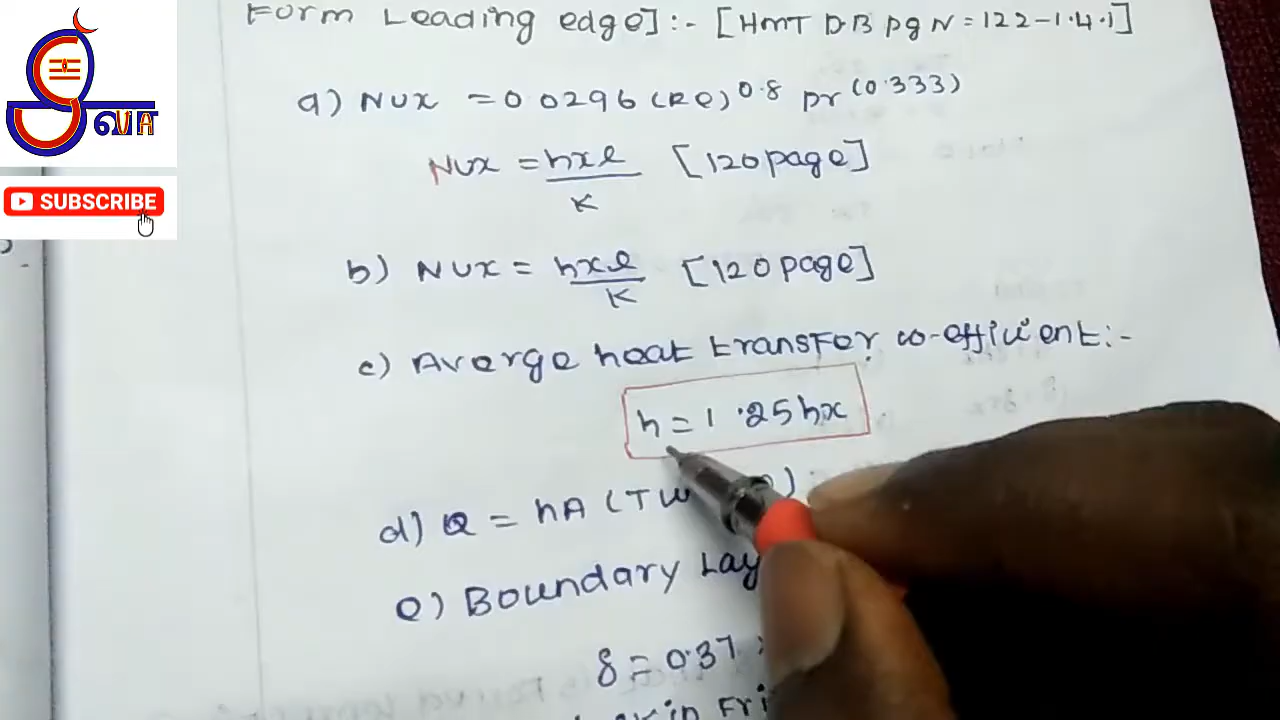 Form Leading edge] :- [HMT DB Pg N = 122 - 1.4.1]
a) Nux = 0.0296 (Re)^0.8 pr^(0.333)
Nux = hxl / K [120 page]
b) Nux = hxl / K [120 page]
c) Averge heat transfer co-efficient :-
h = 1.25hx
d) Q = hA (Tw
e) Boundary Lay
δ = 0.37
skin Fri
SUBSCRIBE